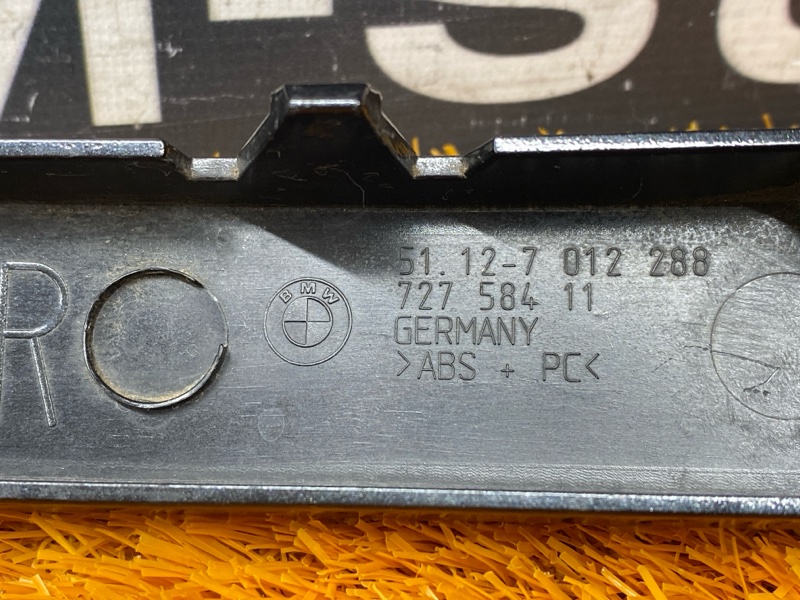 M-S
R
BMW
51.12-7 012 288
727 584 11
GERMANY
>ABS + PC<